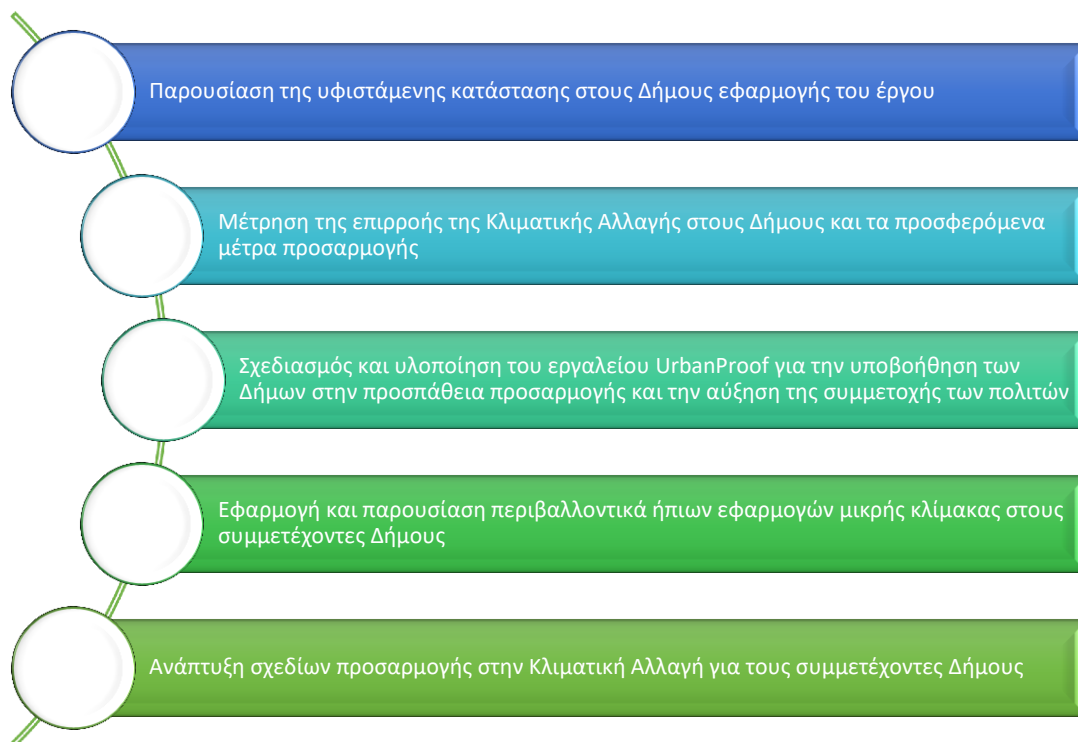 Παρουσίαση της υφιστάμενης κατάστασης στους Δήμους εφαρμογής του έργου
Μέτρηση της επιρροής της Κλιματικής Αλλαγής στους Δήμους και τα προσφερόμενα
μέτρα προσαρμογής
Σχεδιασμός και υλοποίηση του εργαλείου UrbanProof για την υποβοήθηση των
Δήμων στην προσπάθεια προσαρμογής και την αύξηση της συμμετοχής των πολιτών
Εφαρμογή και παρουσίαση περιβαλλοντικά ήπιων εφαρμογών μικρής κλίμακας στους
συμμετέχοντες Δήμους
Ανάπτυξη σχεδίων προσαρμογής στην Κλιματική Αλλαγή για τους συμμετέχοντες Δήμους